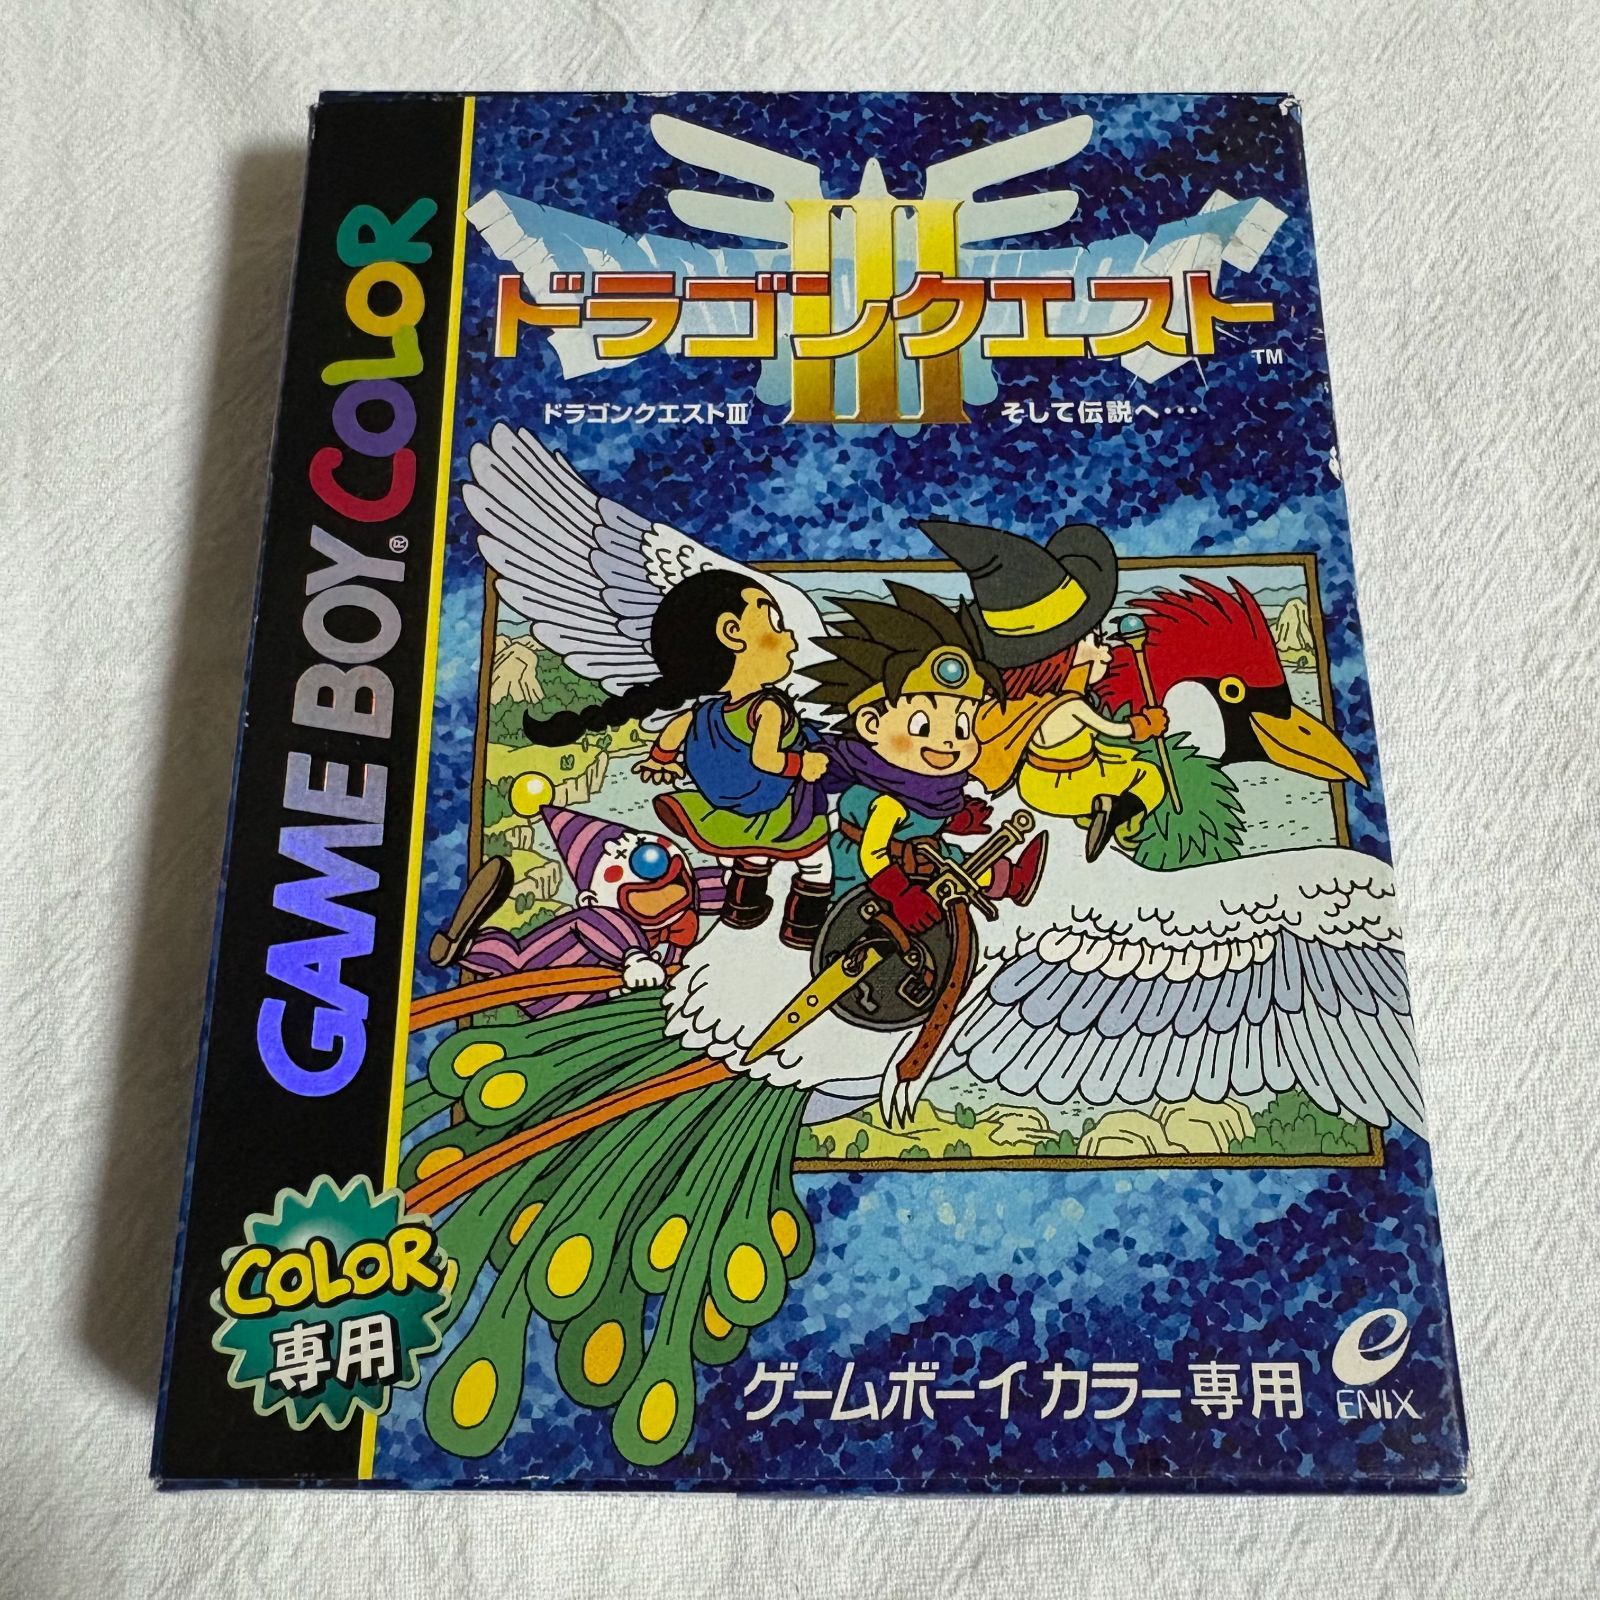 GAME BOY® COLOR
III
ドラゴンクエスト™
ドラゴンクエストIII
そして伝説へ・・・
COLOR
専用
ゲームボーイカラー専用
ENIX